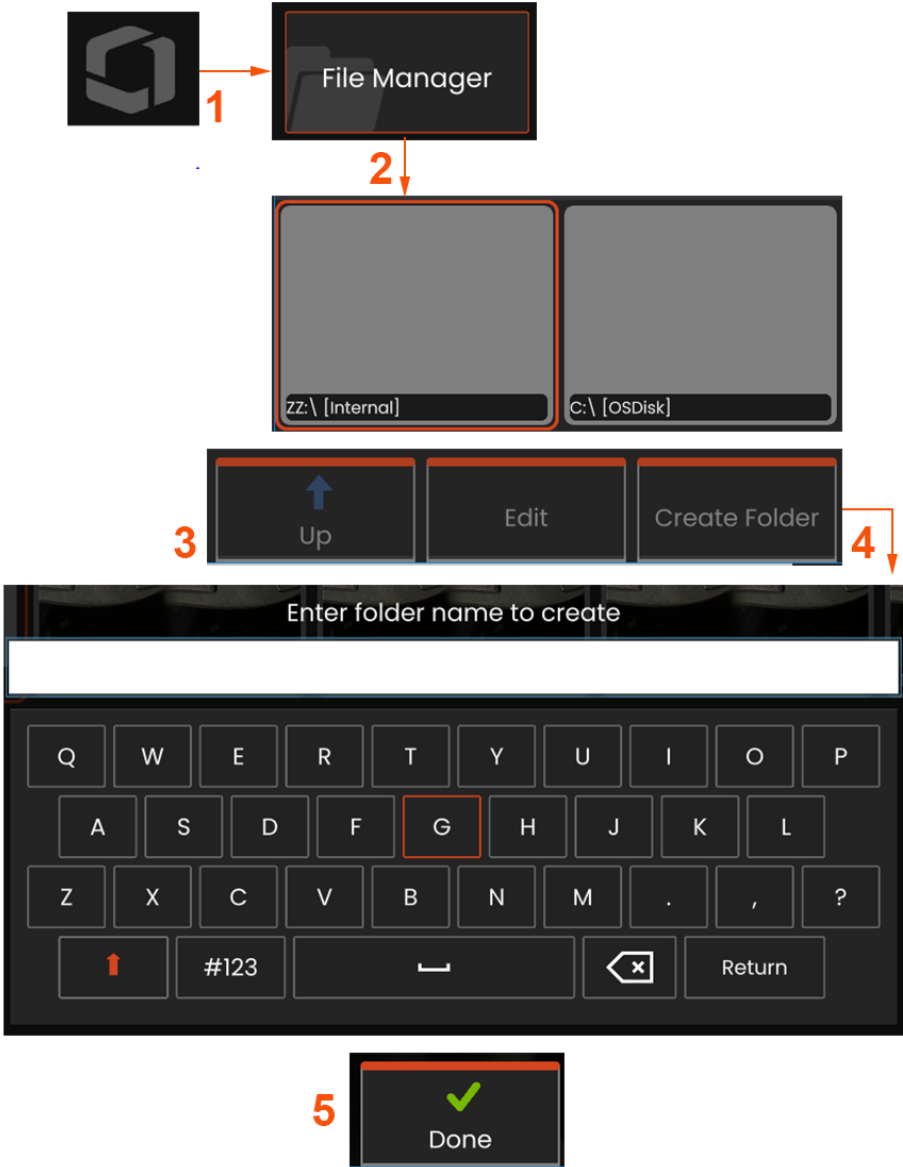 1
File Manager
2
ZZ:\ [Internal]
C:\ [OSDisk]
3
Up
Edit
Create Folder
4
Enter folder name to create
Q W E R T Y U I O P
A S D F G H J K L
Z X C V B N M . , ?
#123
Return
5
Done